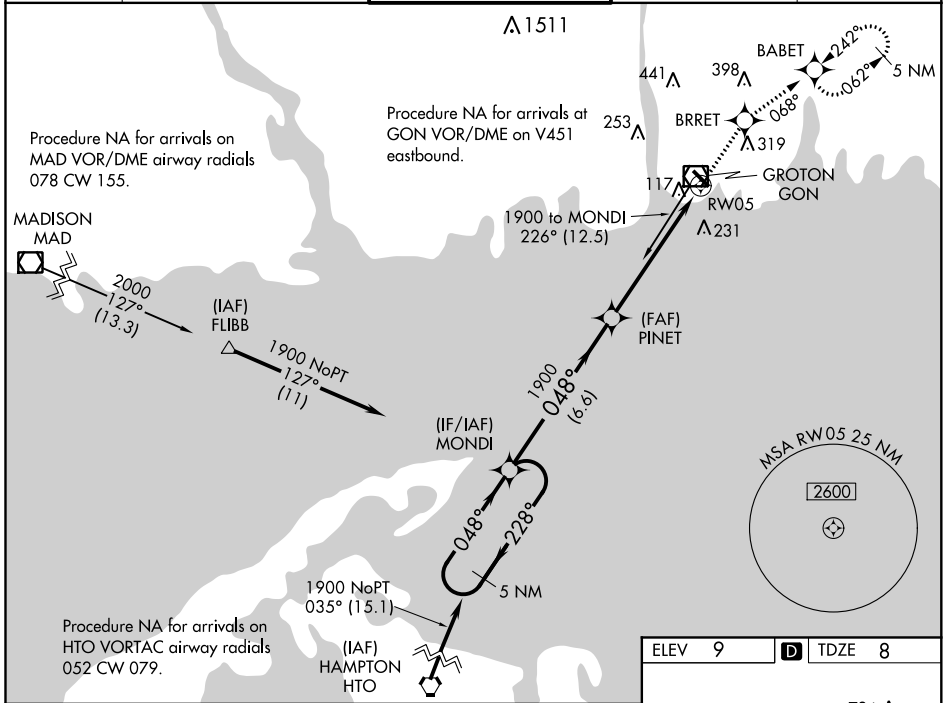 1511
BABET
242°
062°
5 NM
441
398
068°
Procedure NA for arrivals at
GON VOR/DME on V451
eastbound.
253
BRRET
319
Procedure NA for arrivals on
MAD VOR/DME airway radials
078 CW 155.
117
GROTON
GON
RW05
1900 to MONDI
226° (12.5)
231
MADISON
MAD
2000
127°
(13.3)
(IAF)
FLIBB
(FAF)
PINET
1900 NoPT
127°
(11)
1900
048°
(6.6)
(IF/IAF)
MONDI
MSA RW05 25 NM
2600
048°
228°
5 NM
1900 NoPT
035° (15.1)
Procedure NA for arrivals on
HTO VORTAC airway radials
052 CW 079.
(IAF)
HAMPTON
HTO
ELEV 9
D
TDZE 8